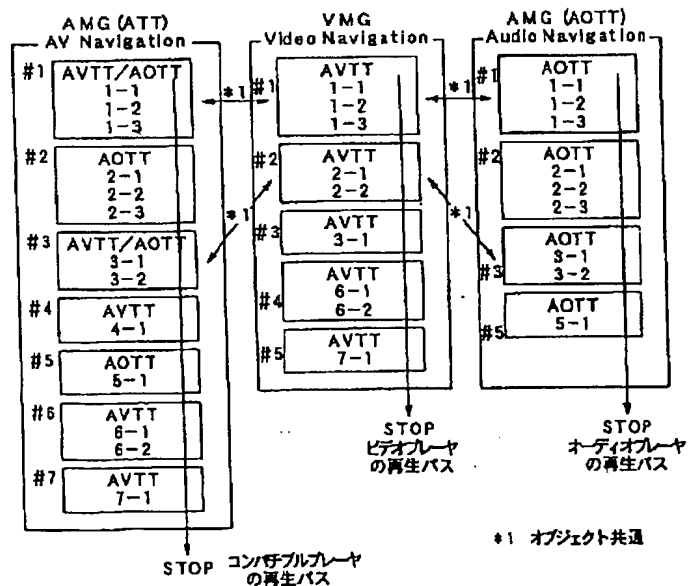 AMG (ATT)
AV Navigation
#1
AVTT/AOTT
1-1
1-2
1-3
#2
AOTT
2-1
2-2
2-3
#3
AVTT/AOTT
3-1
3-2
#4
AVTT
4-1
#5
AOTT
5-1
#6
AVTT
6-1
6-2
#7
AVTT
7-1
STOP
コンパチブルプレーヤ
の再生パス
*1
*1
VMG
Video Navigation
#1
AVTT
1-1
1-2
1-3
#2
AVTT
2-1
2-2
#3
AVTT
3-1
#4
AVTT
6-1
6-2
#5
AVTT
7-1
STOP
ビデオプレーヤ
の再生パス
*1
*1
AMG (AOTT)
Audio Navigation
#1
AOTT
1-1
1-2
1-3
#2
AOTT
2-1
2-2
2-3
#3
AOTT
3-1
3-2
#5
AOTT
5-1
STOP
オーディオプレーヤ
の再生パス
*1 オブジェクト共通